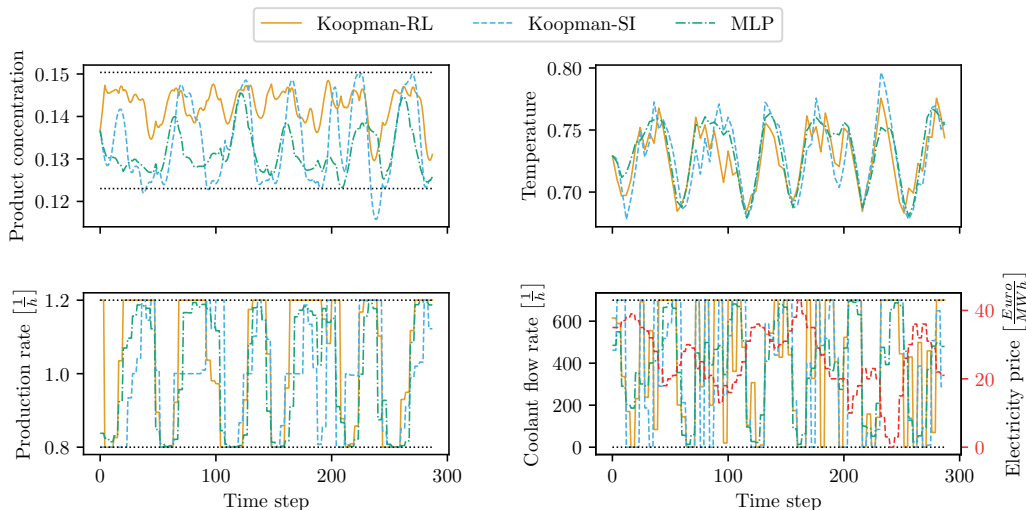 Koopman-RL Koopman-SI MLP
Product concentration
0.15
0.14
0.13
0.12
Temperature
0.80
0.75
0.70
Production rate [1/h]
1.2
1.0
0.8
0 100 200 300
Time step
Coolant flow rate [1/h]
600
400
200
0
0 100 200 300
Time step
40
20
0
Electricity price [Euro/MWh]